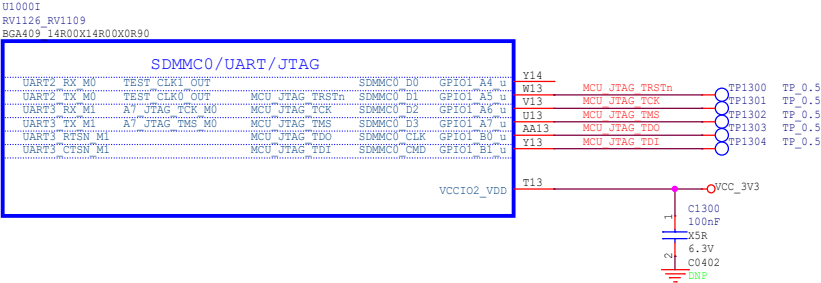 U1000I
RV1126_RV1109
BGA409_14R00X14R00X0R90
SDMMC0/UART/JTAG
UART2_RX_M0 TEST_CLK1_OUT SDMMC0_D0 GPIO1_A4_u Y14
UART2_TX_M0 TEST_CLK0_OUT MCU_JTAG_TRSTn SDMMC0_D1 GPIO1_A5_u W13 MCU_JTAG_TRSTn TP1300 TP_0.5
UART3_RX_M1 A7_JTAG_TCK_M0 MCU_JTAG_TCK SDMMC0_D2 GPIO1_A6_u V13 MCU_JTAG_TCK TP1301 TP_0.5
UART3_TX_M1 A7_JTAG_TMS_M0 MCU_JTAG_TMS SDMMC0_D3 GPIO1_A7_u U13 MCU_JTAG_TMS TP1302 TP_0.5
UART3_RTSN_M1 MCU_JTAG_TDO SDMMC0_CLK GPIO1_B0_u AA13 MCU_JTAG_TDO TP1303 TP_0.5
UART3_CTSN_M1 MCU_JTAG_TDI SDMMC0_CMD GPIO1_B1_u Y13 MCU_JTAG_TDI TP1304 TP_0.5
VCCIO2_VDD T13 VCC_3V3
C1300
1 100nF
X5R
6.3V
2 C0402
DNP